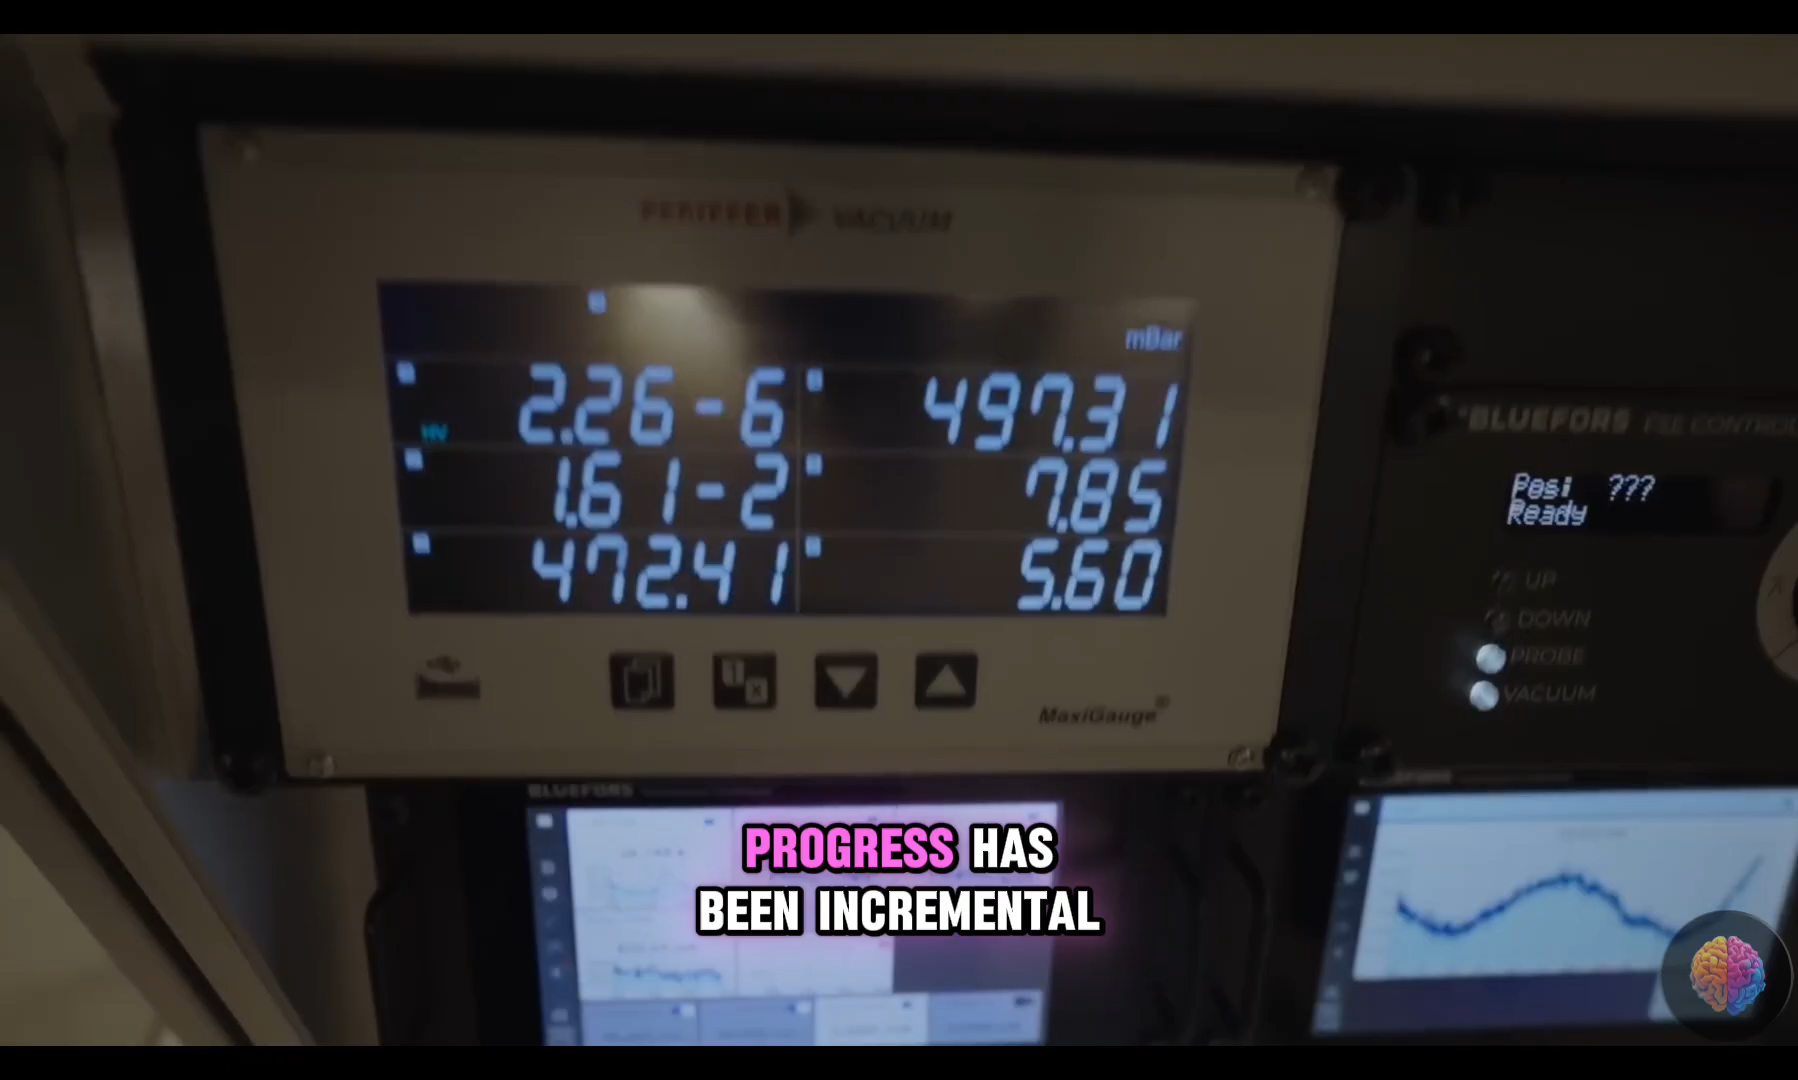 PFEIFFER VACUUM
mBar
2.26-6
497.31
HV
1.61-2
7.85
472.41
5.60
MaxiGauge®
BLUEFORS
Posi ???
Ready
UP
DOWN
PROBE
VACUUM
BLUEFORS
PROGRESS HAS
BEEN INCREMENTAL